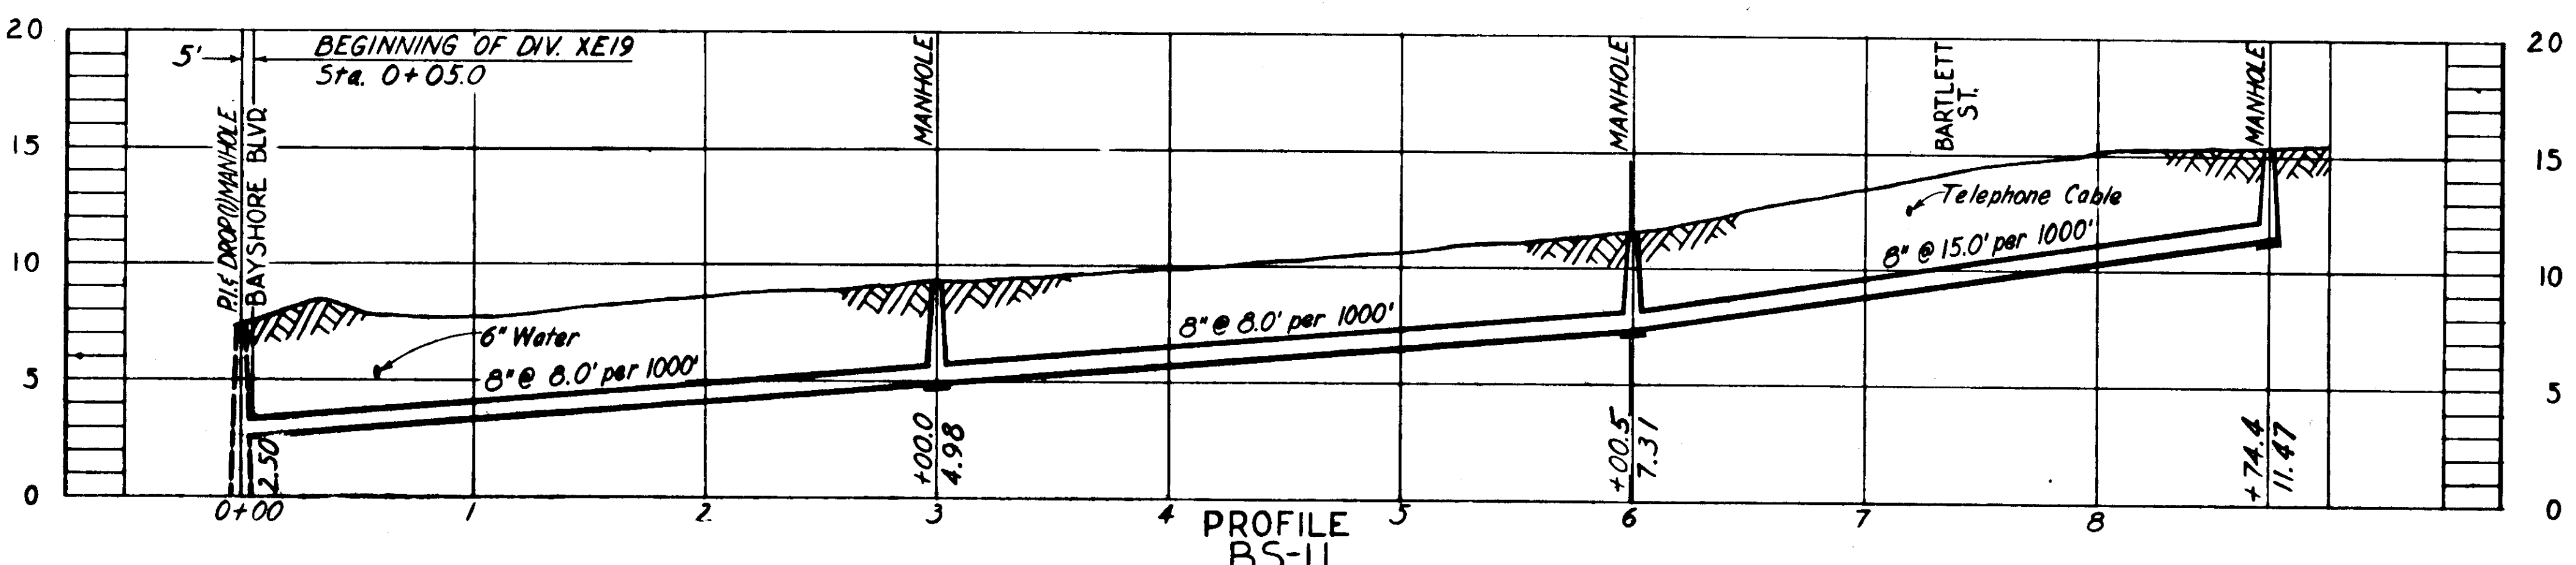 20
5'
BEGINNING OF DIV. XE19
Sta. 0+05.0
P.I. & DROP(1) MANHOLE
BAYSHORE BLVD.
MANHOLE
MANHOLE
BARTLETT
ST.
MANHOLE
20
15
15
10
10
5
5
0
0
6" Water
Telephone Cable
8" @ 8.0' per 1000'
8" @ 8.0' per 1000'
8" @ 15.0' per 1000'
2.50
+00.0
4.98
+00.5
7.31
+74.4
11.47
0+00
1
2
3
4
5
6
7
8
PROFILE
BS-11